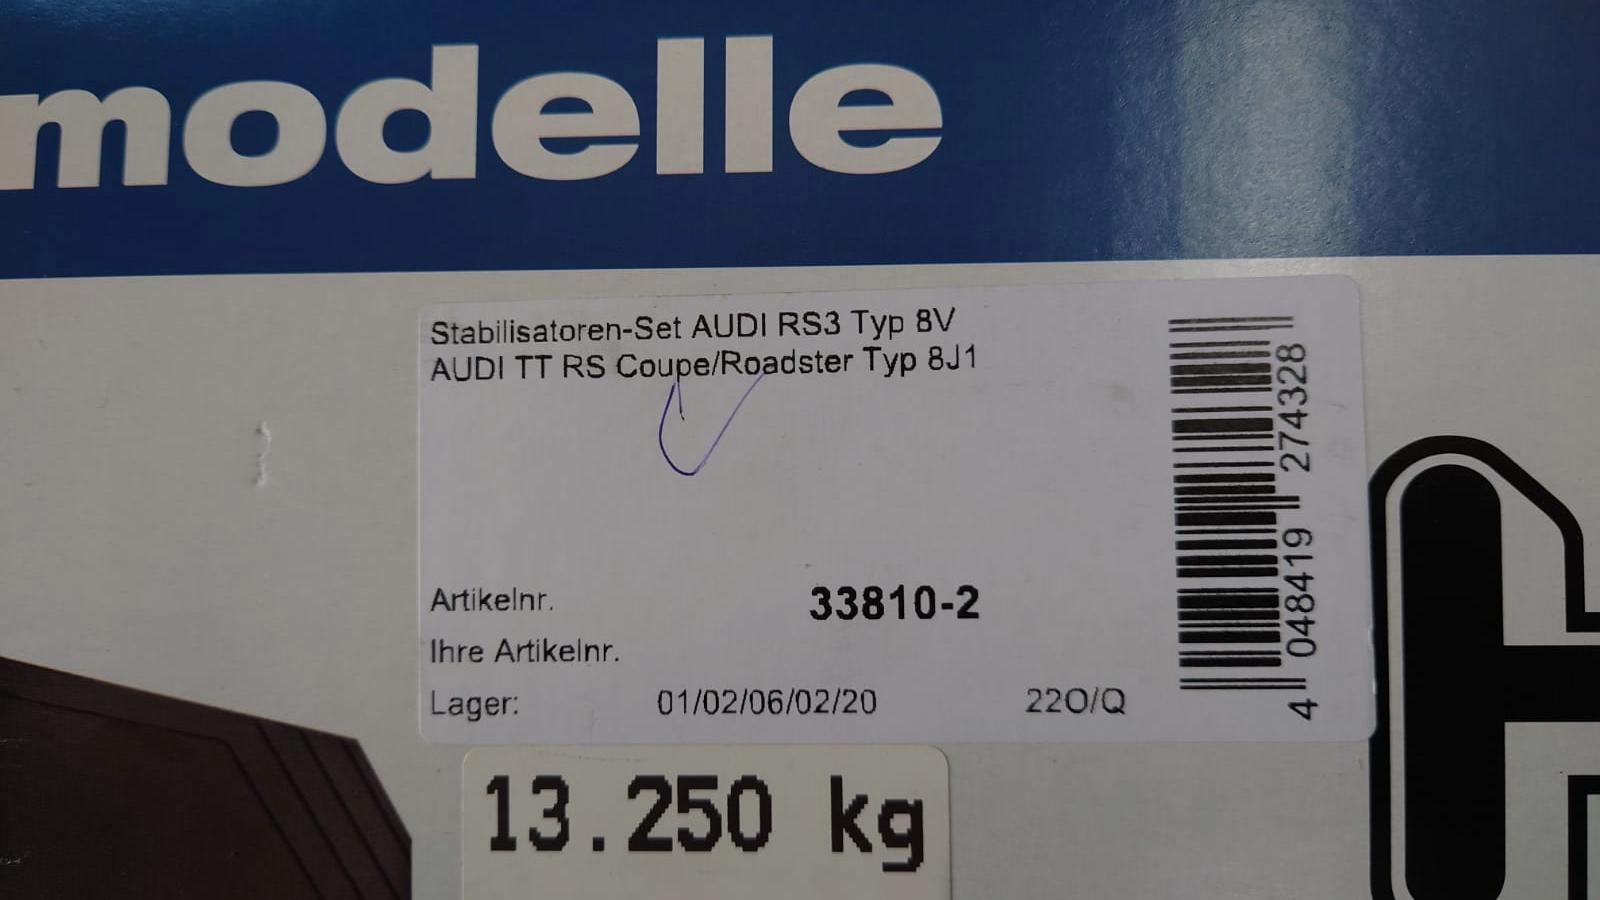 modelle
Stabilisatoren-Set AUDI RS3 Typ 8V
AUDI TT RS Coupe/Roadster Typ 8J1
Artikelnr. 33810-2
Ihre Artikelnr.
Lager: 01/02/06/02/20 22O/Q
4 048419 274328
13.250 kg